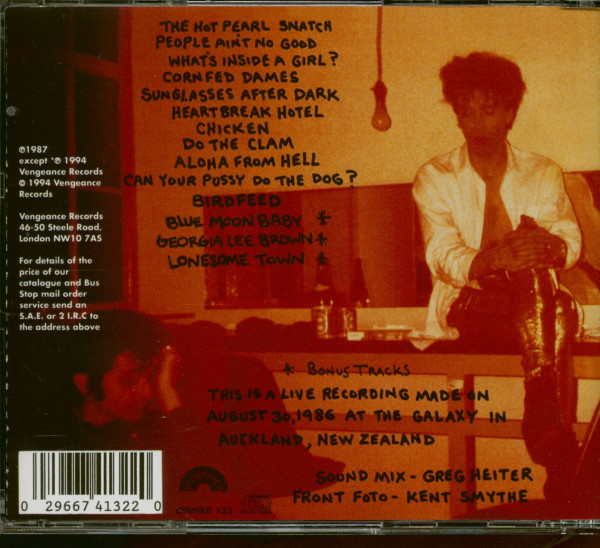 THE HOT PEARL SNATCH
PEOPLE AIN'T NO GOOD
WHAT'S INSIDE A GIRL?
CORNFED DAMES
SUNGLASSES AFTER DARK
HEARTBREAK HOTEL
CHICKEN
DO THE CLAM
ALOHA FROM HELL
CAN YOUR PUSSY DO THE DOG?
BIRDFEED
BLUE MOON BABY *
GEORGIA LEE BROWN *
LONESOME TOWN *
℗1987
except *℗ 1994
Vengeance Records
© 1994 Vengeance
Records
Vengeance Records
46-50 Steele Road,
London NW10 7AS
For details of the
price of our
catalogue and Bus
Stop mail order
service send an
S.A.E. or 2 I.R.C to
the address above
* BONUS TRACKS
THIS IS A LIVE RECORDING MADE ON
AUGUST 30, 1986 AT THE GALAXY IN
AUCKLAND, NEW ZEALAND
SOUND MIX - GREG HEITER
FRONT FOTO - KENT SMYTHE
0 29667 41322 0